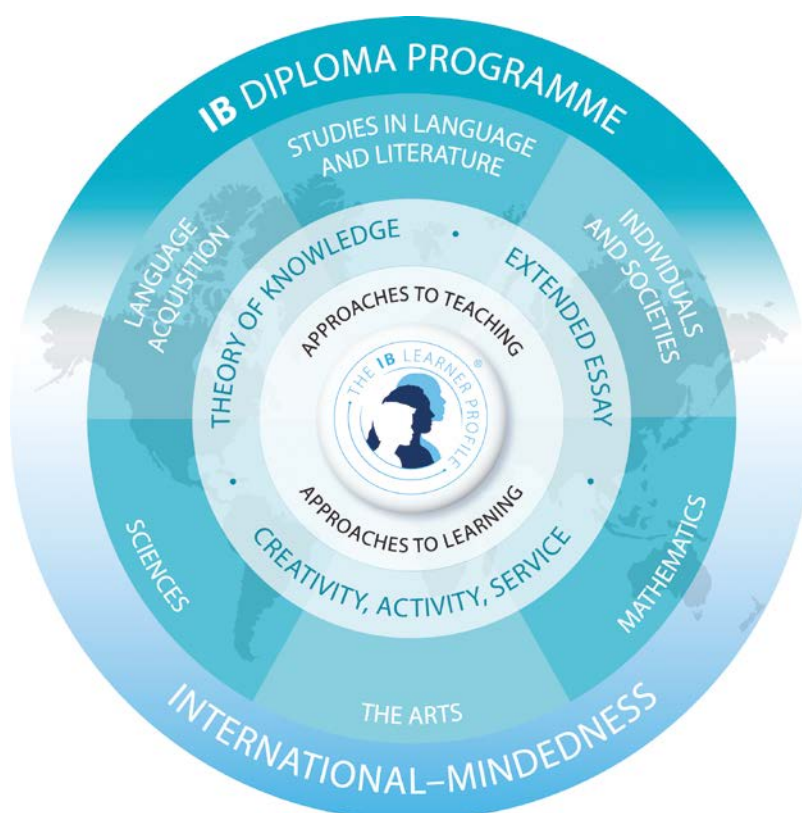 IB DIPLOMA PROGRAMME
STUDIES IN LANGUAGE
AND LITERATURE
LANGUAGE
ACQUISITION
INDIVIDUALS
AND SOCIETIES
THEORY OF KNOWLEDGE
•
EXTENDED ESSAY
APPROACHES TO TEACHING
THE IB LEARNER PROFILE
®
APPROACHES TO LEARNING
•
CREATIVITY, ACTIVITY, SERVICE
•
SCIENCES
MATHEMATICS
THE ARTS
INTERNATIONAL–MINDEDNESS